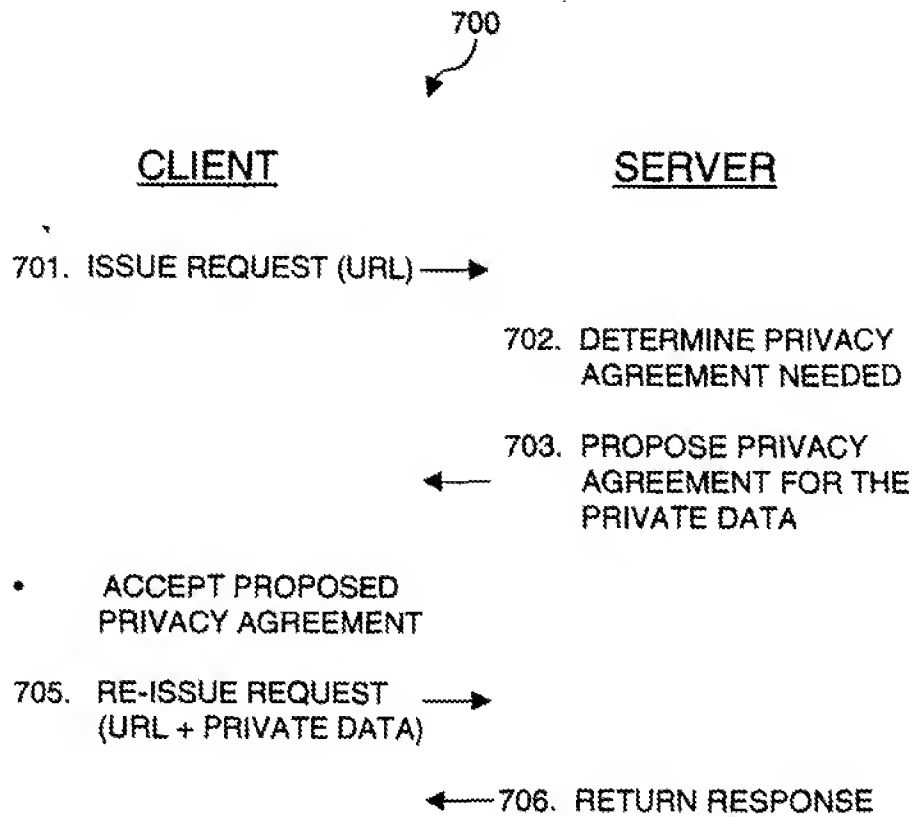 700
CLIENT SERVER
701. ISSUE REQUEST (URL)
702. DETERMINE PRIVACY
AGREEMENT NEEDED
703. PROPOSE PRIVACY
AGREEMENT FOR THE
PRIVATE DATA
• ACCEPT PROPOSED
PRIVACY AGREEMENT
705. RE-ISSUE REQUEST
(URL + PRIVATE DATA)
706. RETURN RESPONSE